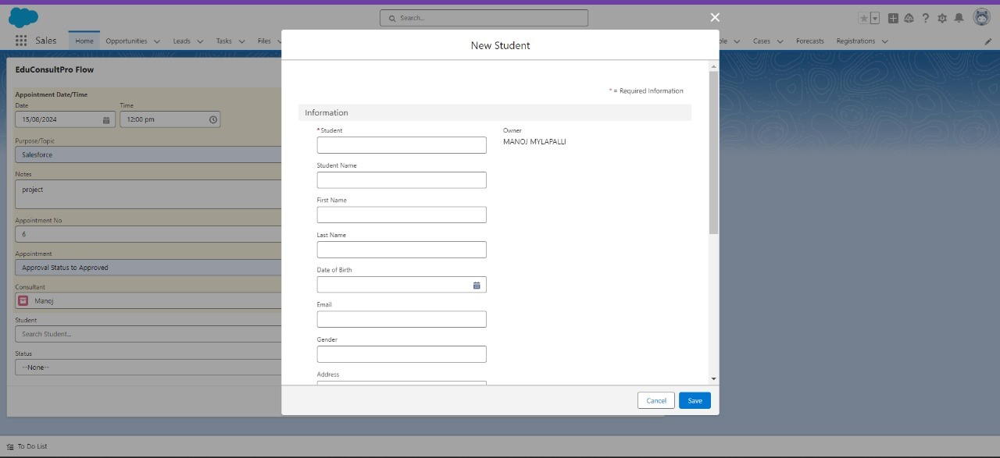 Search...
Sales
Home
Opportunities
Leads
Tasks
Files
Cases
Forecasts
Registrations
EduConsultPro Flow
Appointment Date/Time
Date
Time
15/08/2024
12:00 pm
Purpose/Topic
Salesforce
Notes
project
Appointment No
6
Appointment
Approval Status to Approved
Consultant
Manoj
Student
Search Student...
Status
--None--
New Student
* = Required Information
Information
*Student
Owner
MANOJ MYLAPALLI
Student Name
First Name
Last Name
Date of Birth
Email
Gender
Address
Cancel
Save
To Do List